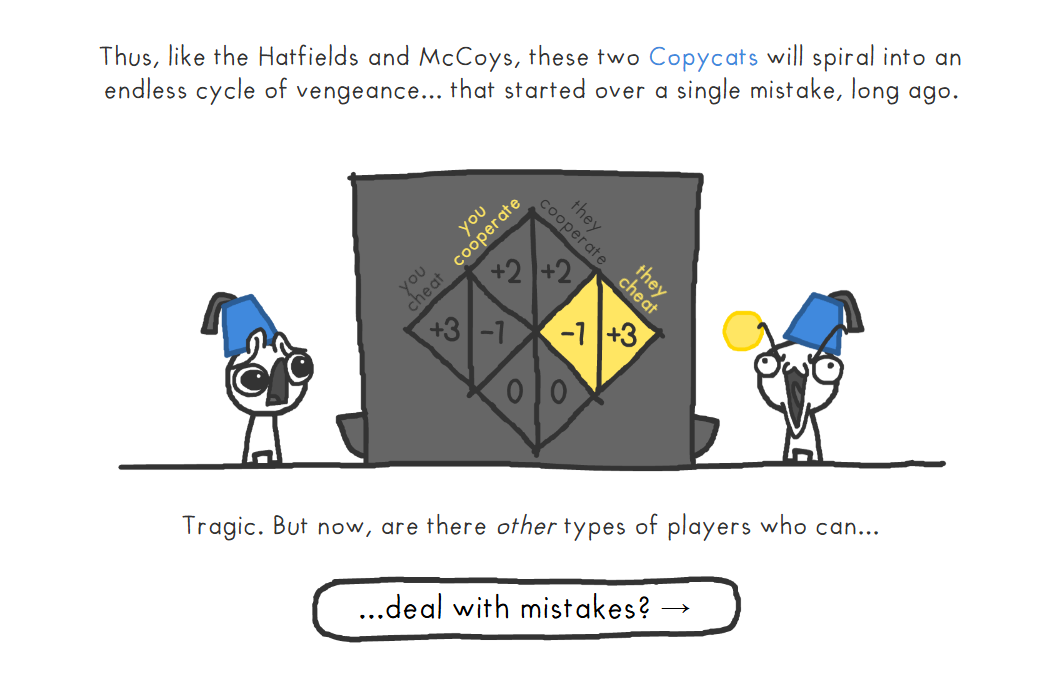 Thus, like the Hatfields and McCoys, these two Copycats will spiral into an
endless cycle of vengeance... that started over a single mistake, long ago.
you
cooperate
they
cooperate
you
cheat
they
cheat
+2 +2
+3 -1 -1 +3
0 0
Tragic. But now, are there other types of players who can...
...deal with mistakes? →